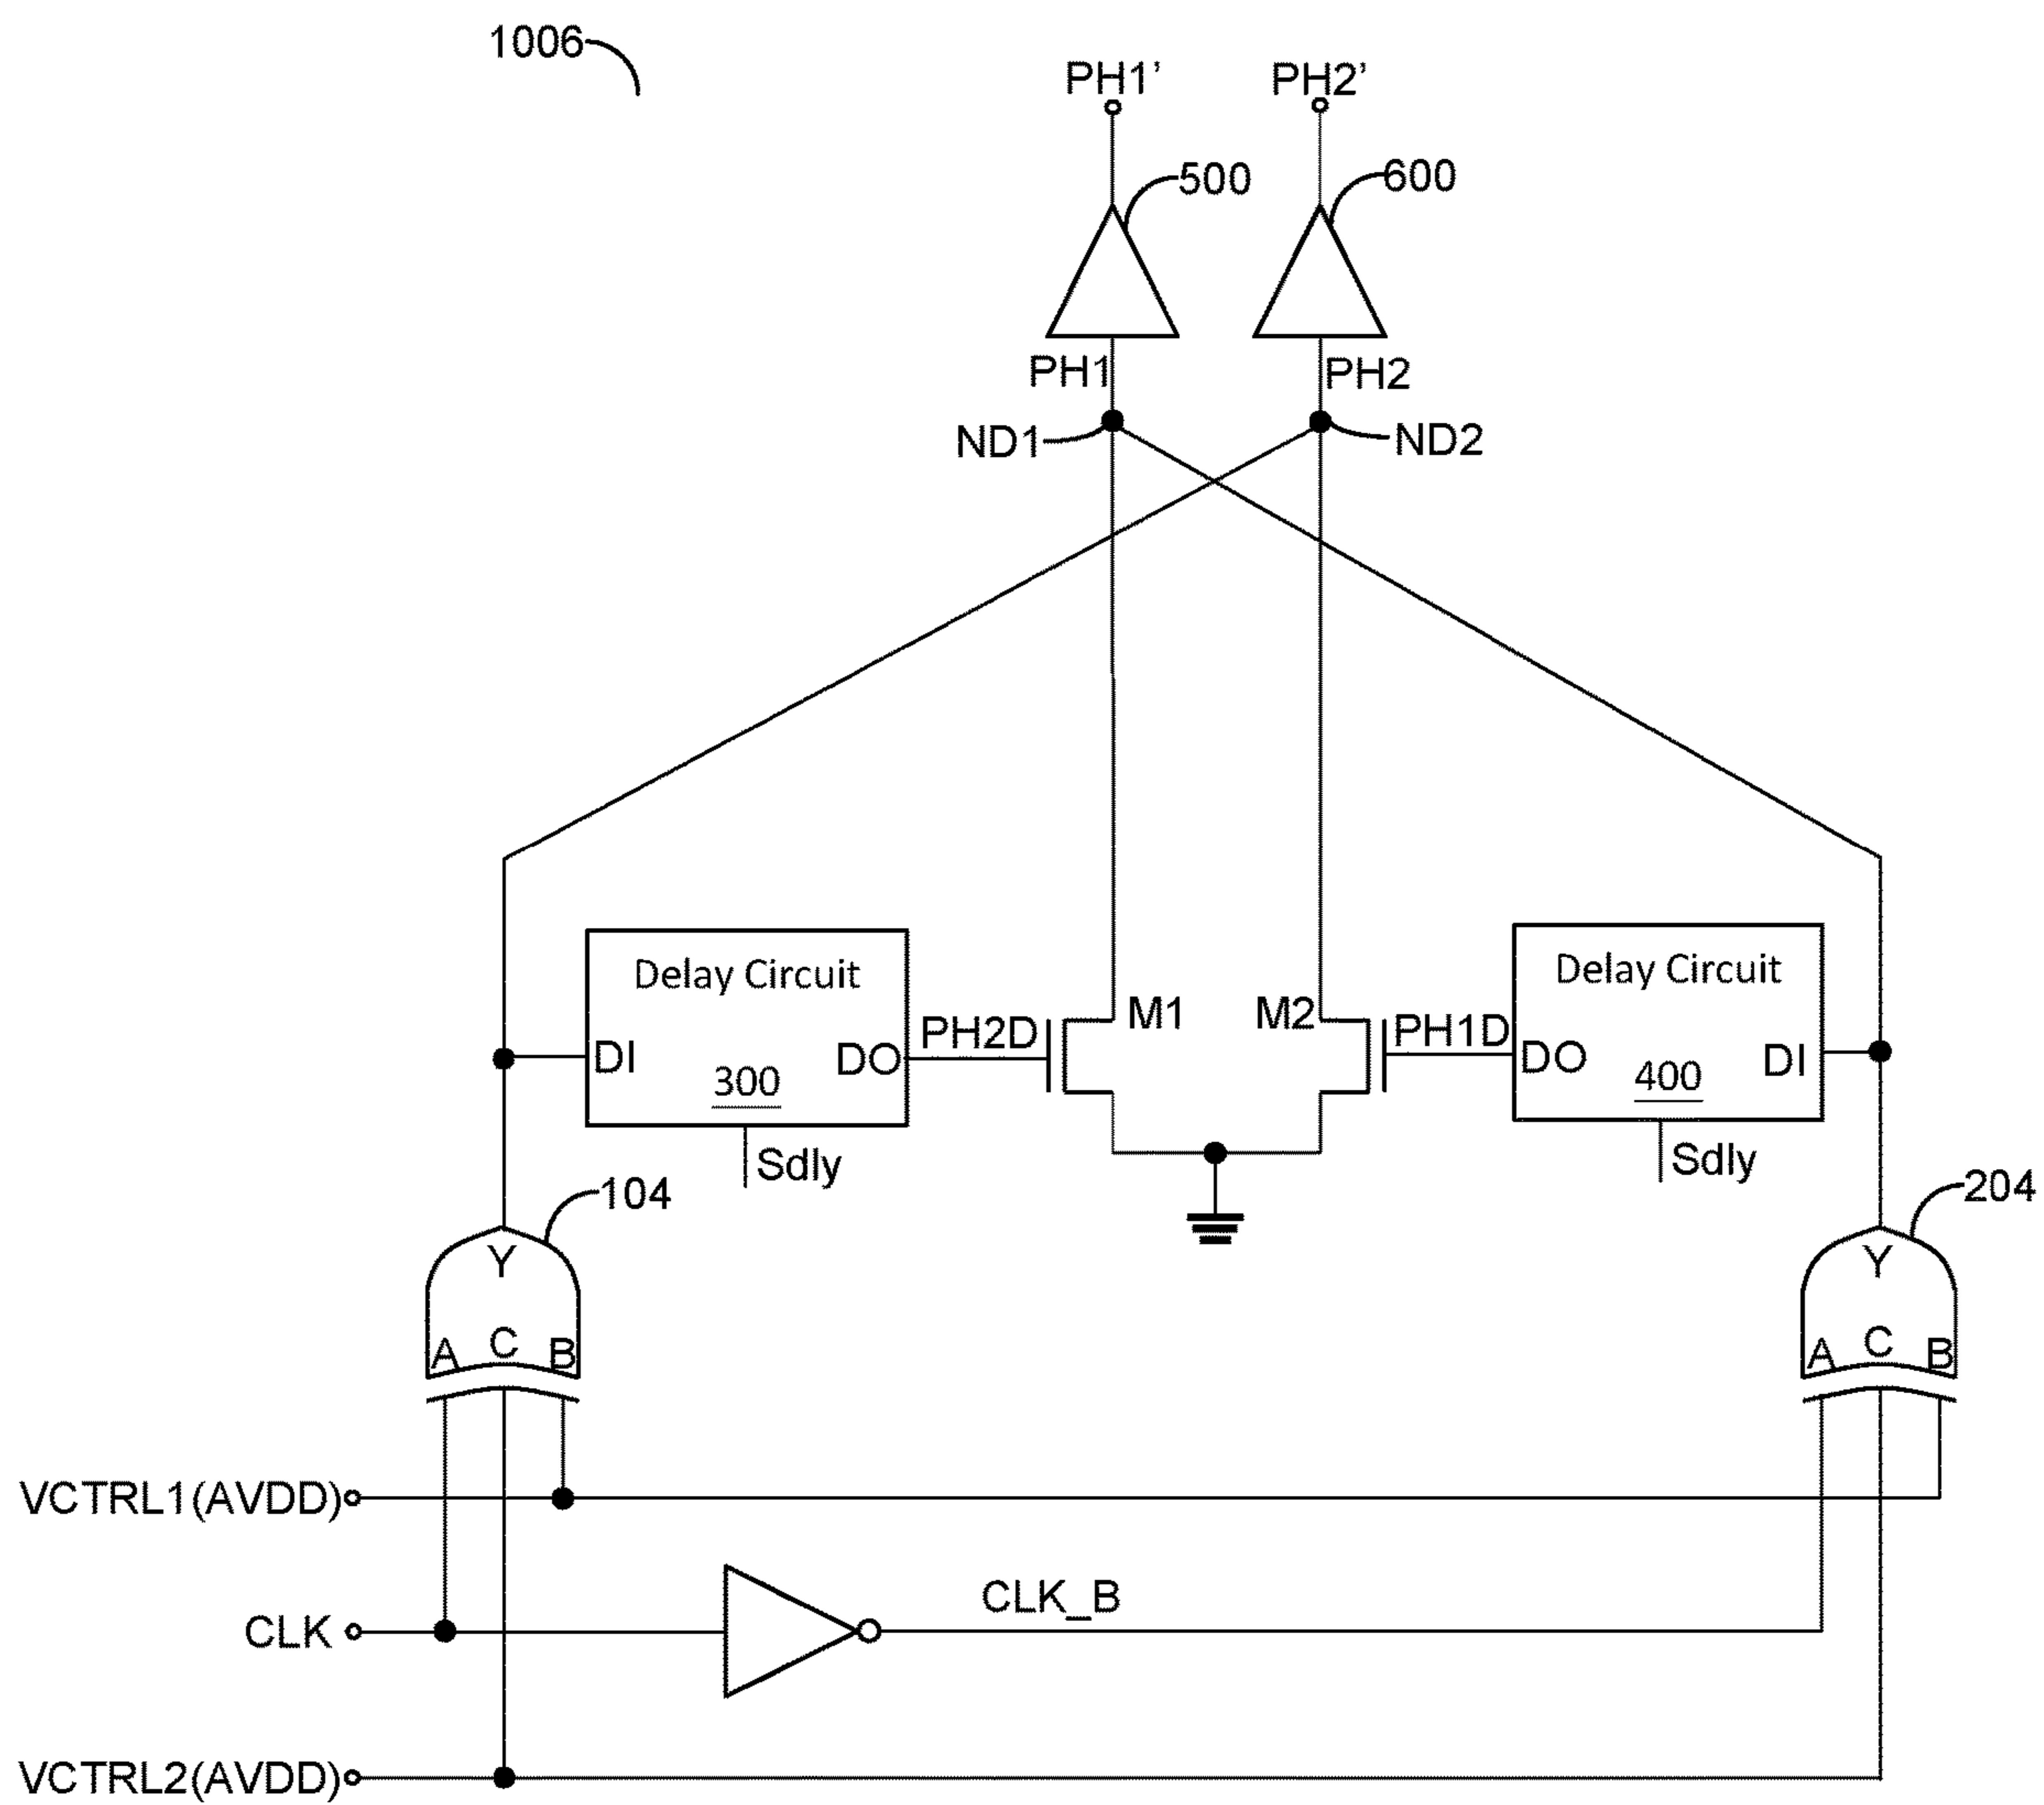 1006
PH1’ PH2’
500 600
PH1 PH2
ND1 ND2
Delay Circuit Delay Circuit
M1 M2
PH2D PH1D
DI DO DO DI
300 400
Sdly Sdly
104 204
Y Y
A C B A C B
VCTRL1(AVDD)
CLK CLK_B
VCTRL2(AVDD)